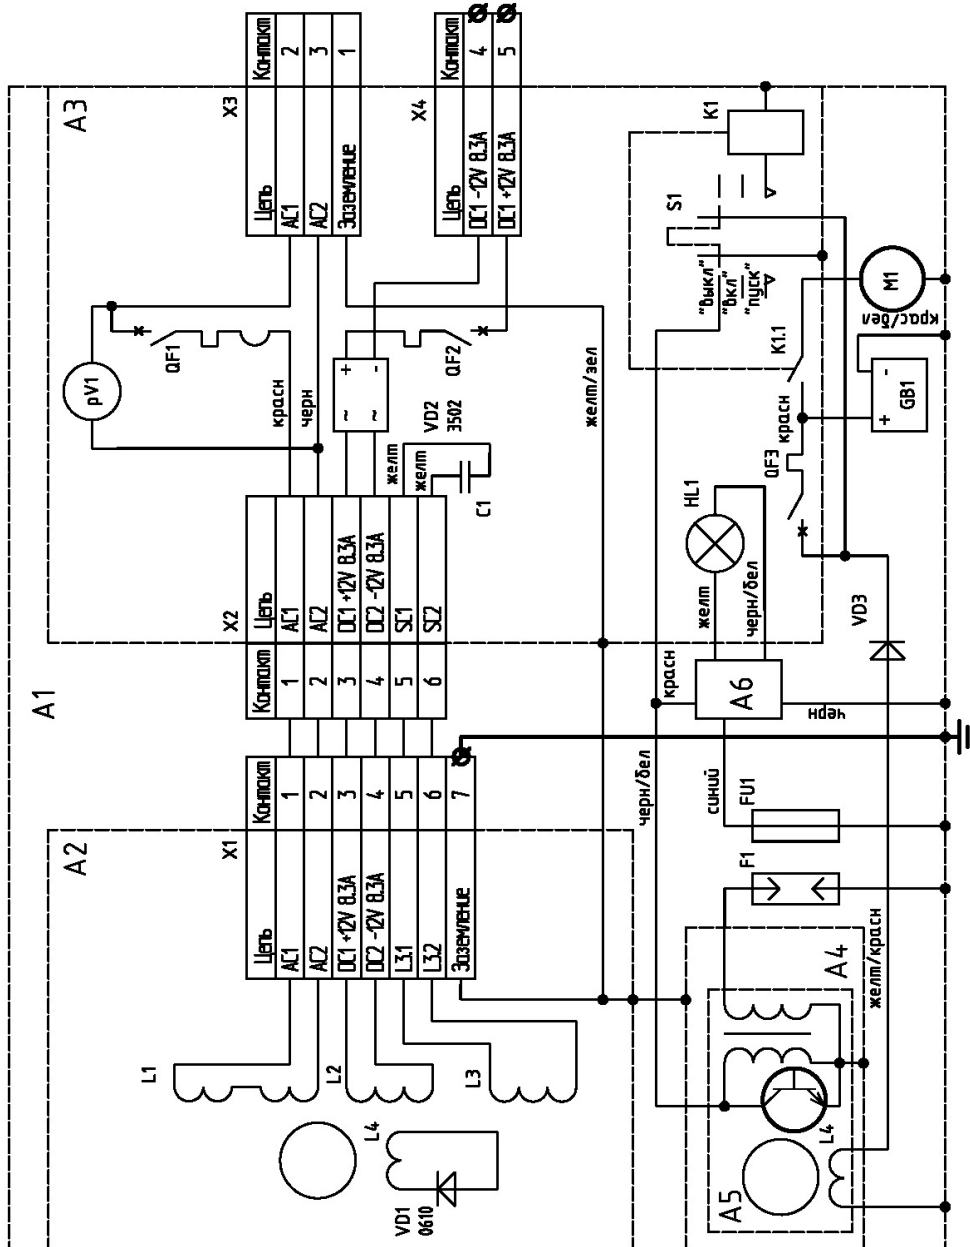 A1
A3
X3
Цепь
Контакт
AC1
2
AC2
3
Заземление
1
X4
Цепь
Контакт
DC1 -12V 8.3A
4
DC1 +12V 8.3A
5
pV1
QF1
красн
черн
QF2
VD2
3502
+
-
~
~
желт
желт
C1
желт/зел
X2
Цепь
Контакт
AC1
1
AC2
2
DC1 +12V 8.3A
3
DC2 -12V 8.3A
4
SC1
5
SC2
6
K1
S1
"Выкл"
"Вкл"
"пуск"
K1.1
M1
крас/бел
GB1
+
-
красн
QF3
HL1
желт
черн/бел
VD3
A6
красн
черн
синий
черн/бел
FU1
F1
A2
X1
Цепь
Контакт
AC1
1
AC2
2
DC1 +12V 8.3A
3
DC2 -12V 8.3A
4
L3.1
5
L3.2
6
Заземление
7
L1
L2
L3
L4
VD1
0610
A4
A5
L4
желт/красн